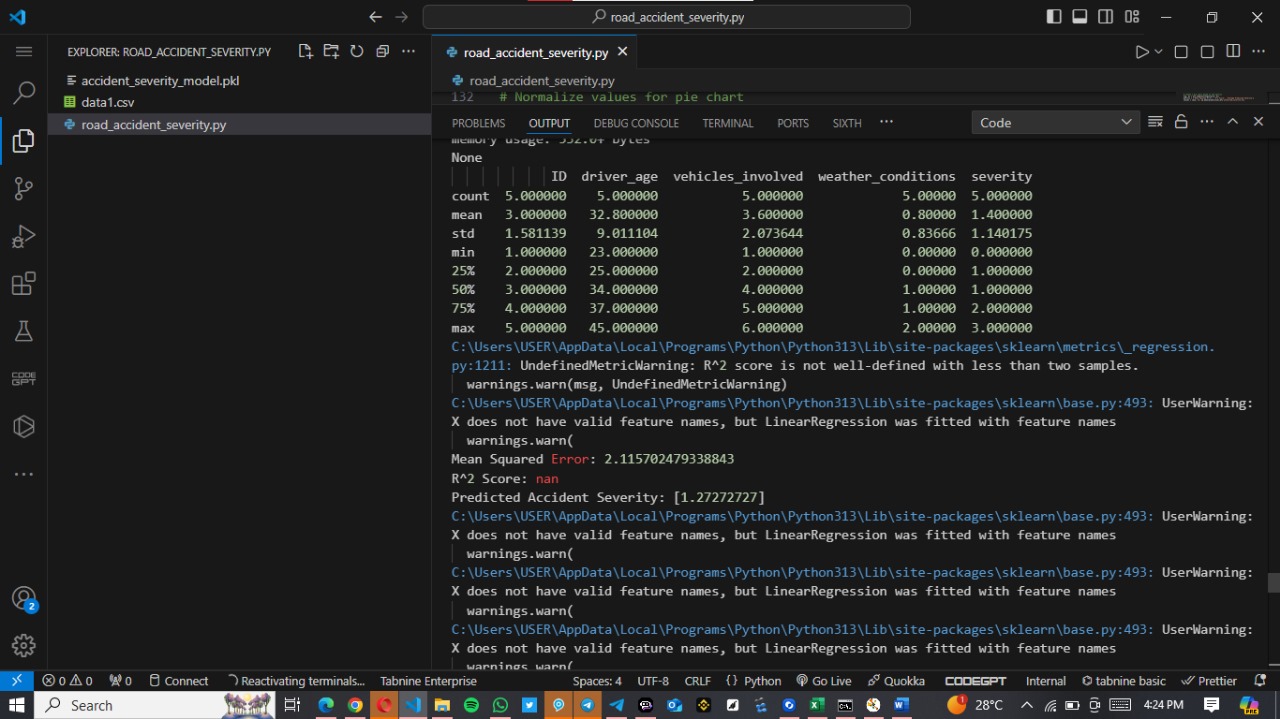 road_accident_severity.py
EXPLORER: ROAD_ACCIDENT_SEVERITY.PY
accident_severity_model.pkl
data1.csv
road_accident_severity.py
road_accident_severity.py
road_accident_severity.py
132 # Normalize values for pie chart
PROBLEMS OUTPUT DEBUG CONSOLE TERMINAL PORTS SIXTH ··· Code
memory usage: 332.0+ bytes
None
ID driver_age vehicles_involved weather_conditions severity
count 5.000000 5.000000 5.000000 5.00000 5.000000
mean 3.000000 32.800000 3.600000 0.80000 1.400000
std 1.581139 9.011104 2.073644 0.83666 1.140175
min 1.000000 23.000000 1.000000 0.00000 0.000000
25% 2.000000 25.000000 2.000000 0.00000 1.000000
50% 3.000000 34.000000 4.000000 1.00000 1.000000
75% 4.000000 37.000000 5.000000 1.00000 2.000000
max 5.000000 45.000000 6.000000 2.00000 3.000000
C:\Users\USER\AppData\Local\Programs\Python\Python313\Lib\site-packages\sklearn\metrics\_regression.
py:1211: UndefinedMetricWarning: R^2 score is not well-defined with less than two samples.
warnings.warn(msg, UndefinedMetricWarning)
C:\Users\USER\AppData\Local\Programs\Python\Python313\Lib\site-packages\sklearn\base.py:493: UserWarning:
X does not have valid feature names, but LinearRegression was fitted with feature names
warnings.warn(
Mean Squared Error: 2.115702479338843
R^2 Score: nan
Predicted Accident Severity: [1.27272727]
C:\Users\USER\AppData\Local\Programs\Python\Python313\Lib\site-packages\sklearn\base.py:493: UserWarning:
X does not have valid feature names, but LinearRegression was fitted with feature names
warnings.warn(
C:\Users\USER\AppData\Local\Programs\Python\Python313\Lib\site-packages\sklearn\base.py:493: UserWarning:
X does not have valid feature names, but LinearRegression was fitted with feature names
warnings.warn(
C:\Users\USER\AppData\Local\Programs\Python\Python313\Lib\site-packages\sklearn\base.py:493: UserWarning:
X does not have valid feature names, but LinearRegression was fitted with feature names
warnings.warn(
CODE GPT
2
0 0 0 Connect Reactivating terminals... Tabnine Enterprise Spaces: 4 UTF-8 CRLF {} Python Go Live Quokka CODEGPT Internal tabnine basic Prettier
Search 1 28°C 4:24 PM PRE